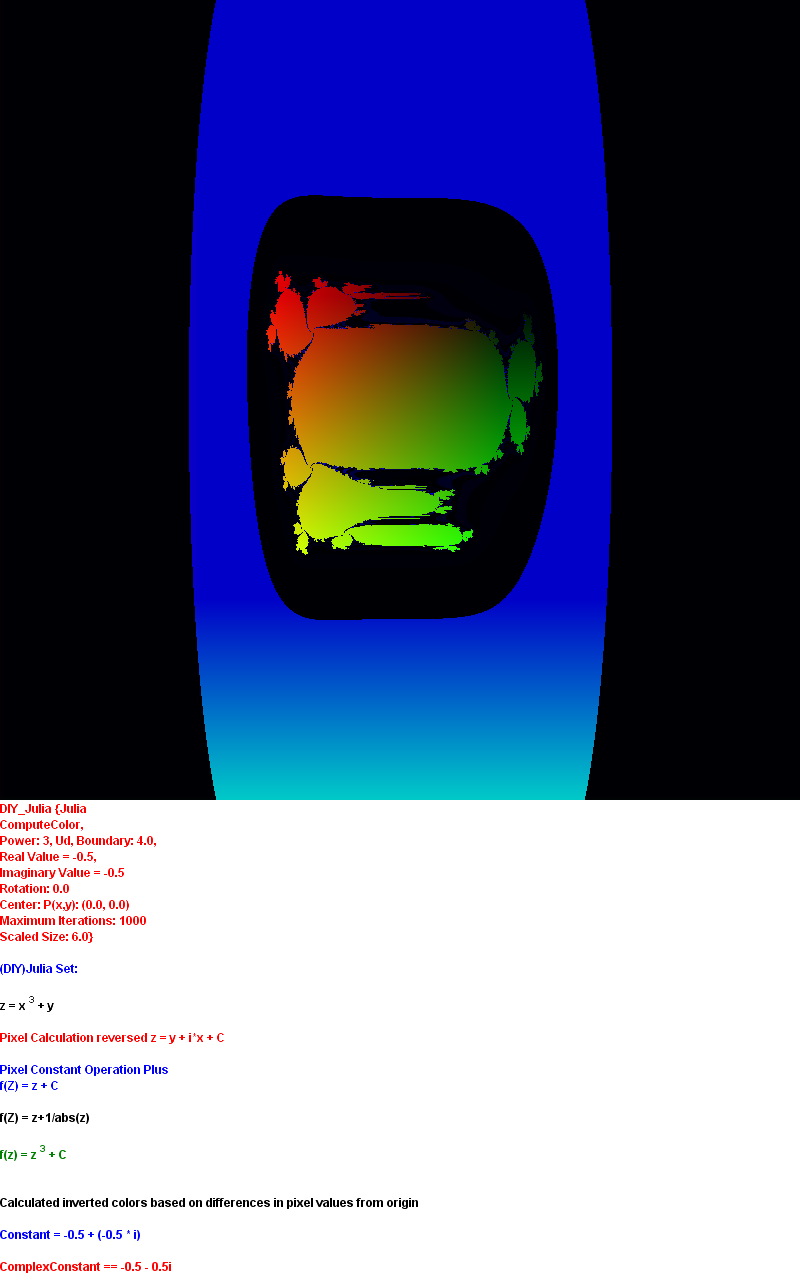 DIY_Julia {Julia
ComputeColor,
Power: 3, Ud, Boundary: 4.0,
Real Value = -0.5,
Imaginary Value = -0.5
Rotation: 0.0
Center: P(x,y): (0.0, 0.0)
Maximum Iterations: 1000
Scaled Size: 6.0}
(DIY)Julia Set:
z = x 3 + y
Pixel Calculation reversed z = y + i*x + C
Pixel Constant Operation Plus
f(Z) = z + C
f(Z) = z+1/abs(z)
f(z) = z 3 + C
Calculated inverted colors based on differences in pixel values from origin
Constant = -0.5 + (-0.5 * i)
ComplexConstant == -0.5 - 0.5i